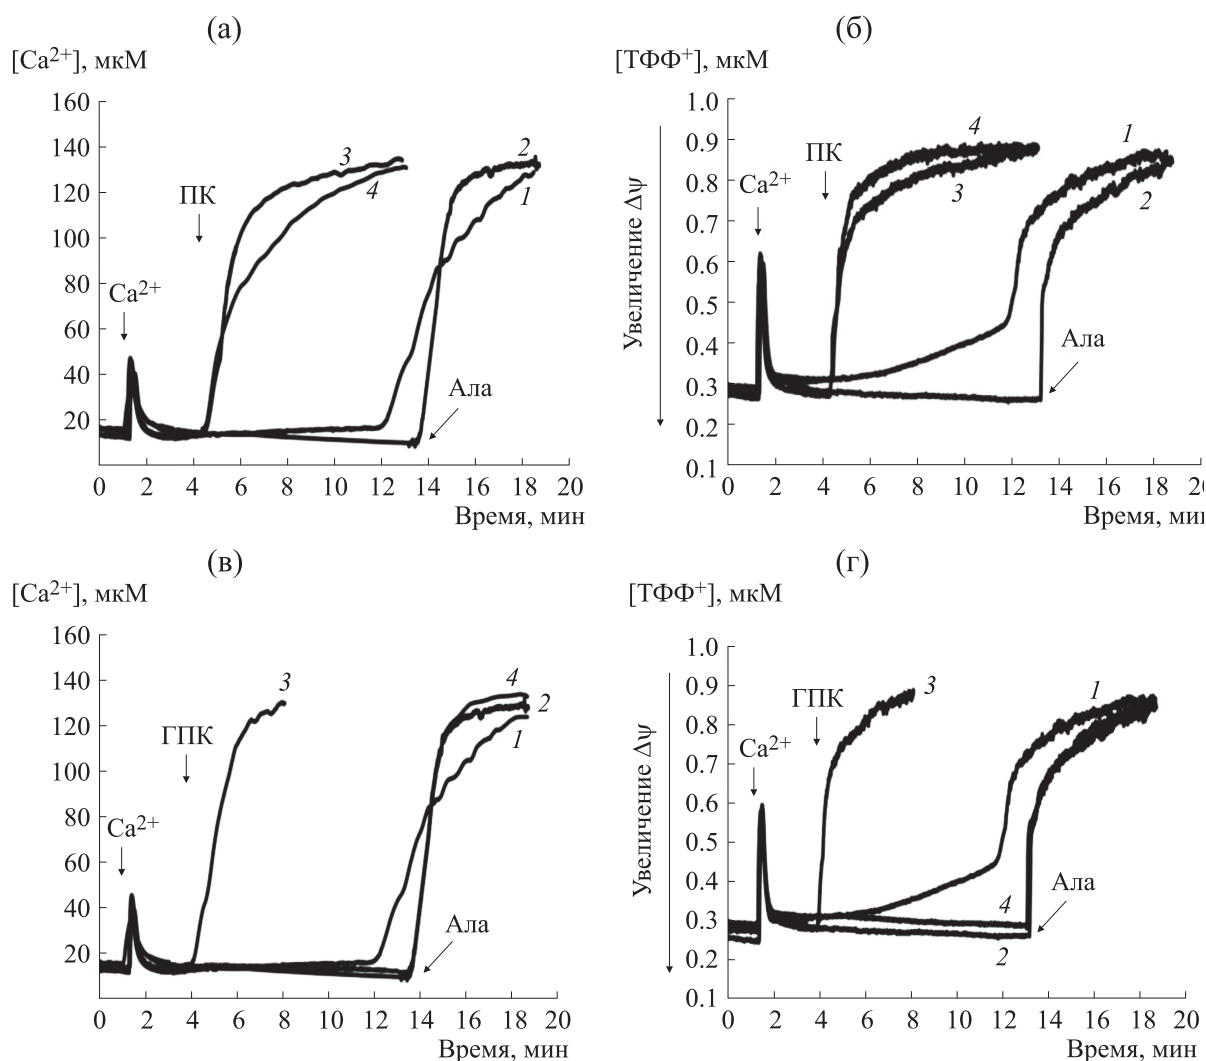 (а)
[Ca2+], мкМ
160
140
120
100
80
60
40
20
0 2 4 6 8 10 12 14 16 18 20
Время, мин
Ca2+
ПК
Ала
3
4
2
1
(б)
[ТФФ+], мкМ
1.0
0.9
0.8
0.7
0.6
0.5
0.4
0.3
0.2
0.1
0 2 4 6 8 10 12 14 16 18 20
Время, мин
Увеличение Δψ
Ca2+
ПК
Ала
4
3
1
2
(в)
[Ca2+], мкМ
160
140
120
100
80
60
40
20
0 2 4 6 8 10 12 14 16 18 20
Время, мин
Ca2+
ГПК
Ала
3
4
2
1
(г)
[ТФФ+], мкМ
1.0
0.9
0.8
0.7
0.6
0.5
0.4
0.3
0.2
0.1
0 2 4 6 8 10 12 14 16 18 20
Время, мин
Увеличение Δψ
Ca2+
ГПК
Ала
3
1
4
2